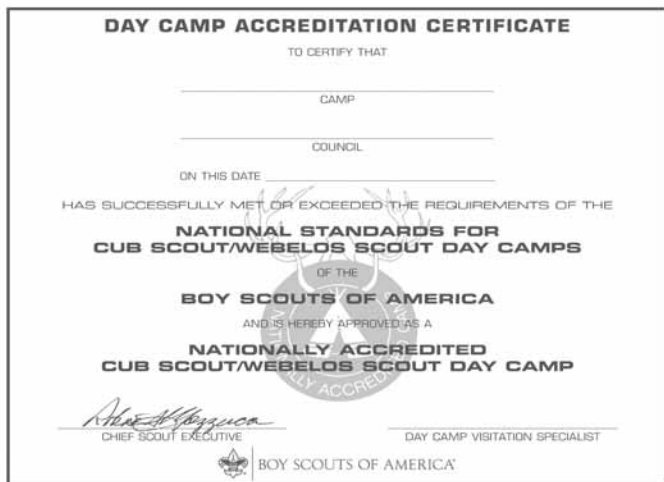 DAY CAMP ACCREDITATION CERTIFICATE
TO CERTIFY THAT
CAMP
COUNCIL
ON THIS DATE
HAS SUCCESSFULLY MET OR EXCEEDED THE REQUIREMENTS OF THE
NATIONAL STANDARDS FOR
CUB SCOUT/WEBELOS SCOUT DAY CAMPS
OF THE
BOY SCOUTS OF AMERICA
AND IS HEREBY APPROVED AS A
NATIONALLY ACCREDITED
CUB SCOUT/WEBELOS SCOUT DAY CAMP
NATIONALLY ACCREDITED CAMP
CHIEF SCOUT EXECUTIVE
DAY CAMP VISITATION SPECIALIST
BOY SCOUTS OF AMERICA